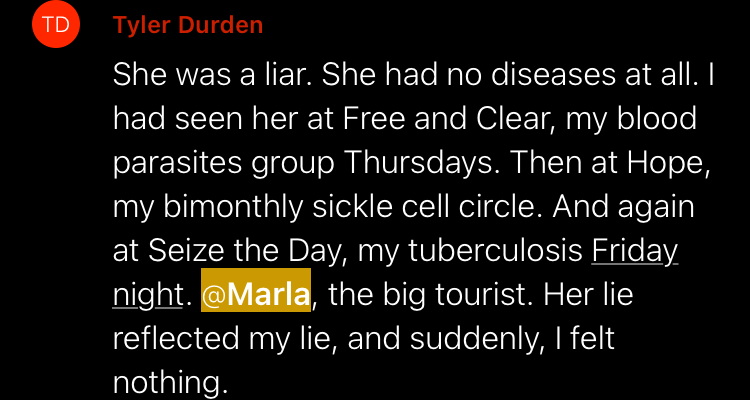 TD
Tyler Durden
She was a liar. She had no diseases at all. I
had seen her at Free and Clear, my blood
parasites group Thursdays. Then at Hope,
my bimonthly sickle cell circle. And again
at Seize the Day, my tuberculosis Friday
night. @Marla, the big tourist. Her lie
reflected my lie, and suddenly, I felt
nothing.